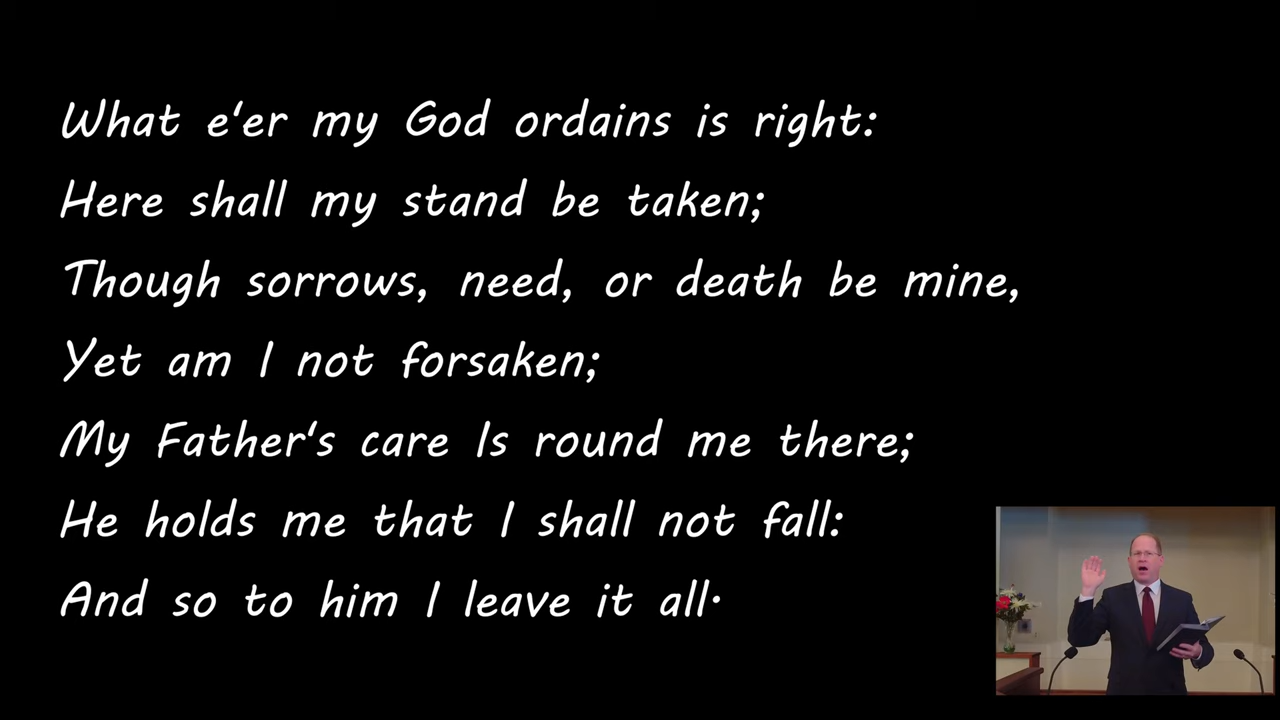 What e'er my God ordains is right:
Here shall my stand be taken;
Though sorrows, need, or death be mine,
Yet am I not forsaken;
My Father's care Is round me there;
He holds me that I shall not fall:
And so to him I leave it all.